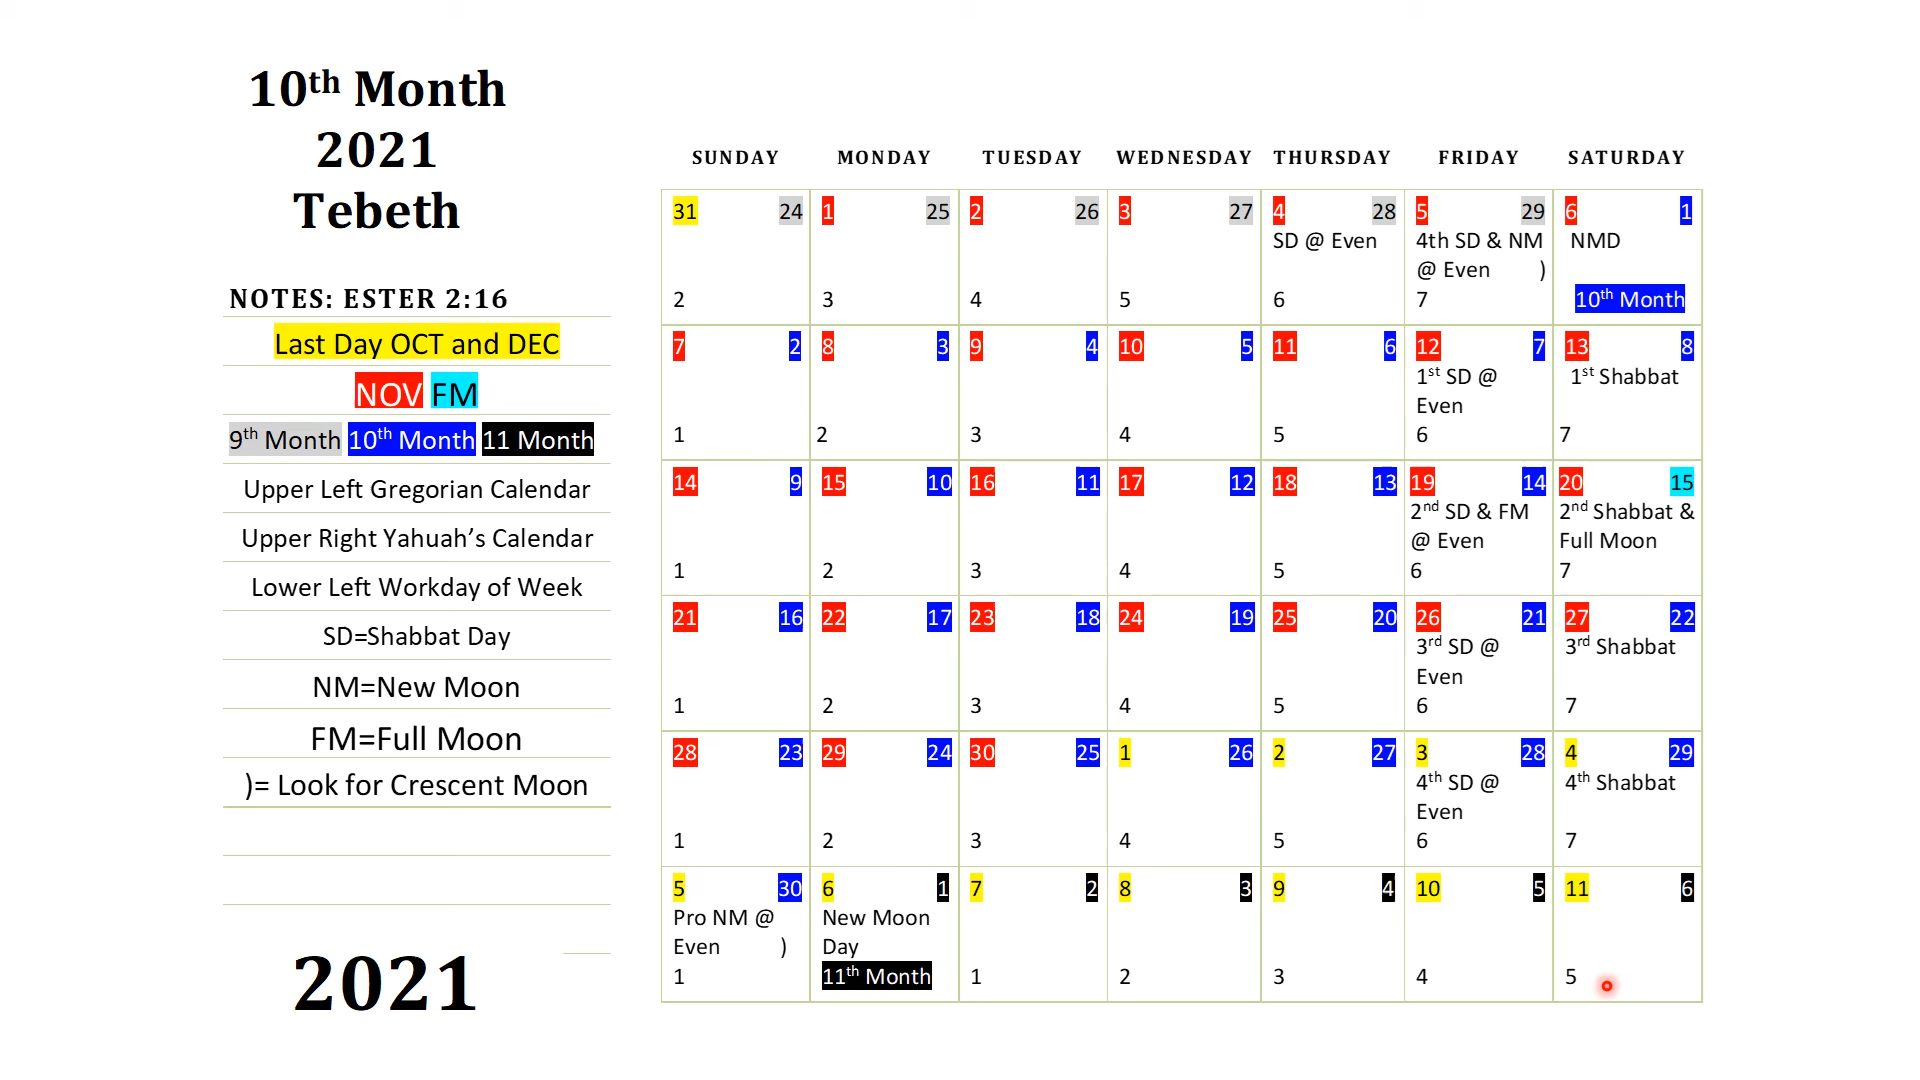 10th Month
2021
Tebeth
NOTES: ESTER 2:16
Last Day OCT and DEC
NOV FM
9th Month 10th Month 11 Month
Upper Left Gregorian Calendar
Upper Right Yahuah’s Calendar
Lower Left Workday of Week
SD=Shabbat Day
NM=New Moon
FM=Full Moon
)= Look for Crescent Moon
2021
SUNDAY MONDAY TUESDAY WEDNESDAY THURSDAY FRIDAY SATURDAY
31 24 1 25 2 26 3 27 4 28 5 29 6 1
SD @ Even 4th SD & NM NMD
@ Even )
2 3 4 5 6 7 10th Month
7 2 8 3 9 4 10 5 11 6 12 7 13 8
1st SD @ 1st Shabbat
Even
1 2 3 4 5 6 7
14 9 15 10 16 11 17 12 18 13 19 14 20 15
2nd SD & FM 2nd Shabbat &
@ Even Full Moon
1 2 3 4 5 6 7
21 16 22 17 23 18 24 19 25 20 26 21 27 22
3rd SD @ 3rd Shabbat
Even
1 2 3 4 5 6 7
28 23 29 24 30 25 1 26 2 27 3 28 4 29
4th SD @ 4th Shabbat
Even
1 2 3 4 5 6 7
5 30 6 1 7 2 8 3 9 4 10 5 11 6
Pro NM @ New Moon
Even ) Day
1 11th Month 1 2 3 4 5